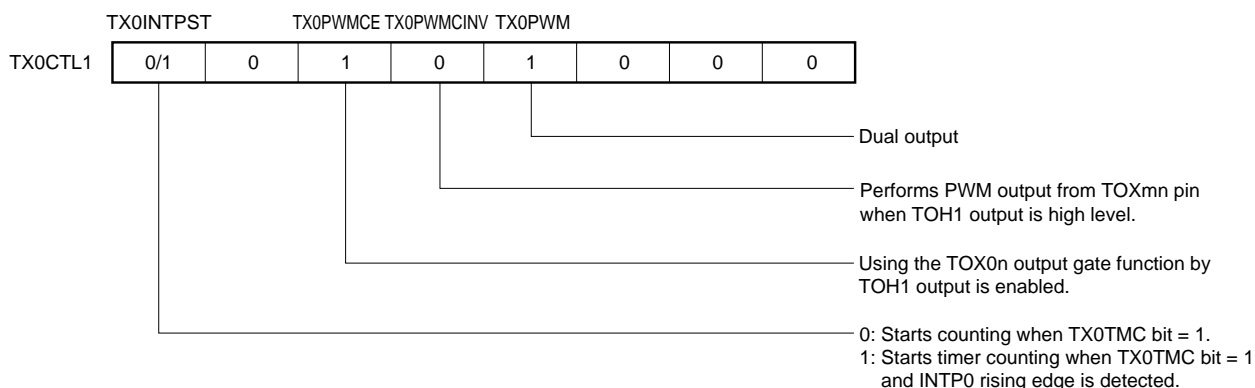 TX0INTPST TX0PWMCE TX0PWMCINV TX0PWM
TX0CTL1 0/1 0 1 0 1 0 0 0
Dual output
Performs PWM output from TOXmn pin
when TOH1 output is high level.
Using the TOX0n output gate function by
TOH1 output is enabled.
0: Starts counting when TX0TMC bit = 1.
1: Starts timer counting when TX0TMC bit = 1
and INTP0 rising edge is detected.